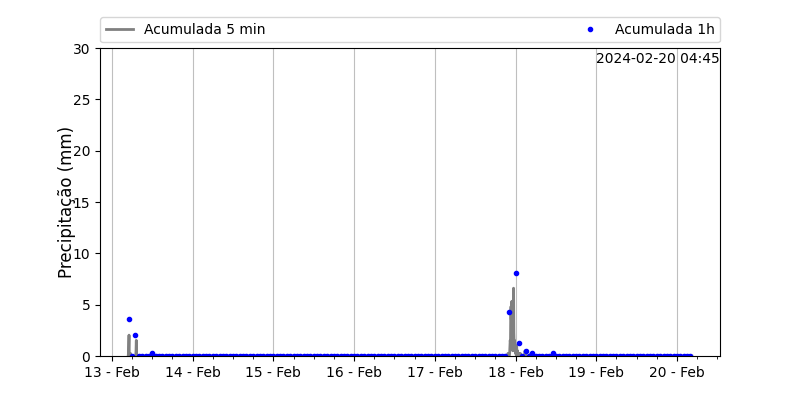 Acumulada 5 min
Acumulada 1h
2024-02-20 04:45
Precipitação (mm)
30
25
20
15
10
5
0
13 - Feb
14 - Feb
15 - Feb
16 - Feb
17 - Feb
18 - Feb
19 - Feb
20 - Feb